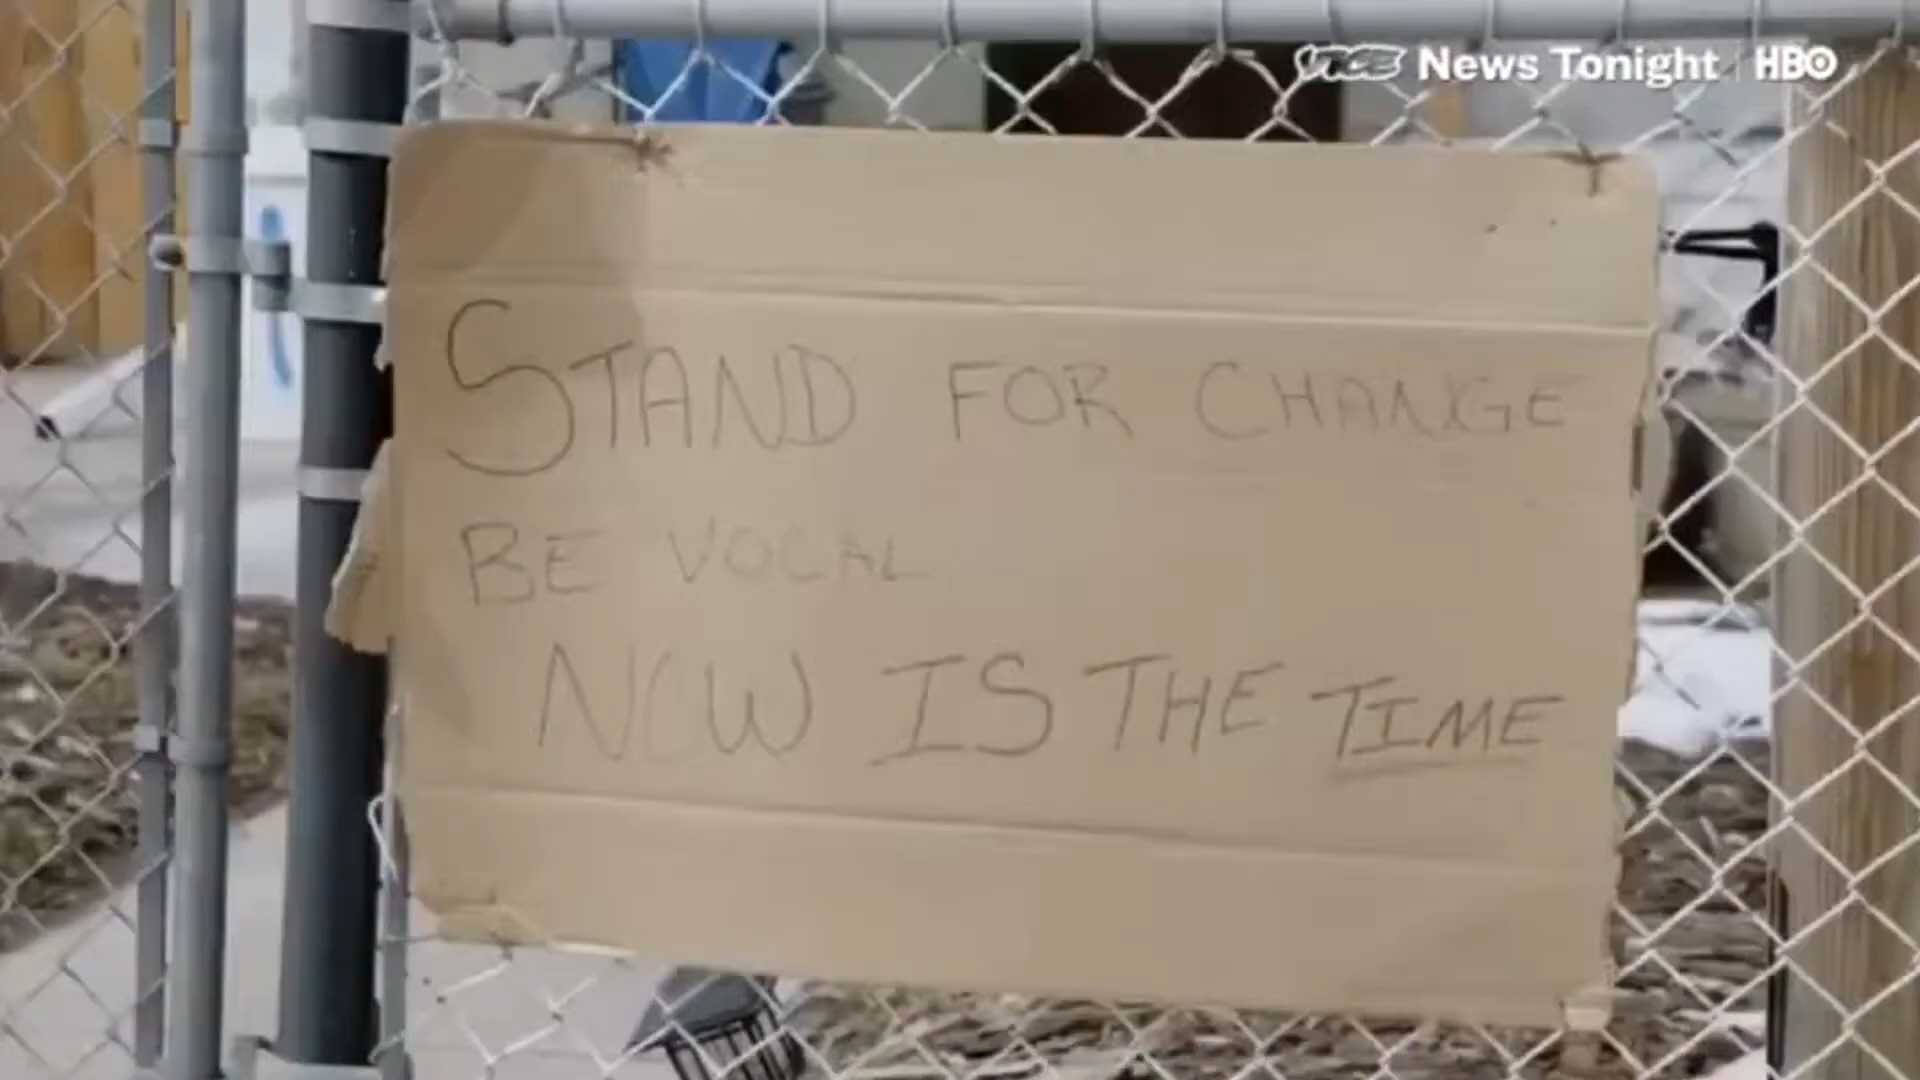 VICE News Tonight HBO
STAND FOR CHANGE
BE VOCAL
NOW IS THE TIME